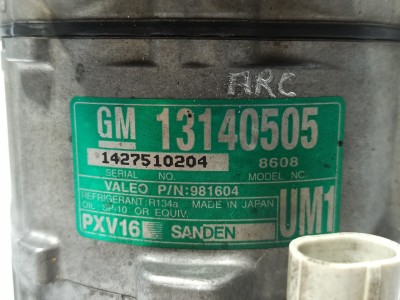 ARC
GM 13140505
1427510204 8608
SERIAL NO. MODEL NO.
VALEO P/N:981604
REFRIGERANT:R134a MADE IN JAPAN
OIL SP-10 OR EQUIV. UM1
PXV16 SANDEN